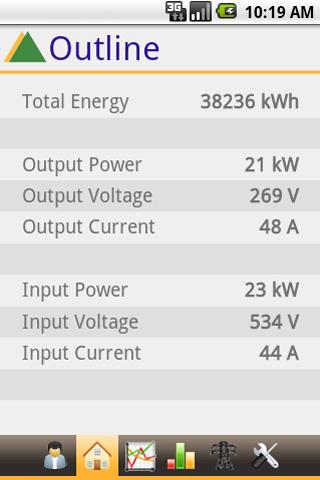 3G
10:19 AM
Outline
Total Energy 38236 kWh
Output Power 21 kW
Output Voltage 269 V
Output Current 48 A
Input Power 23 kW
Input Voltage 534 V
Input Current 44 A